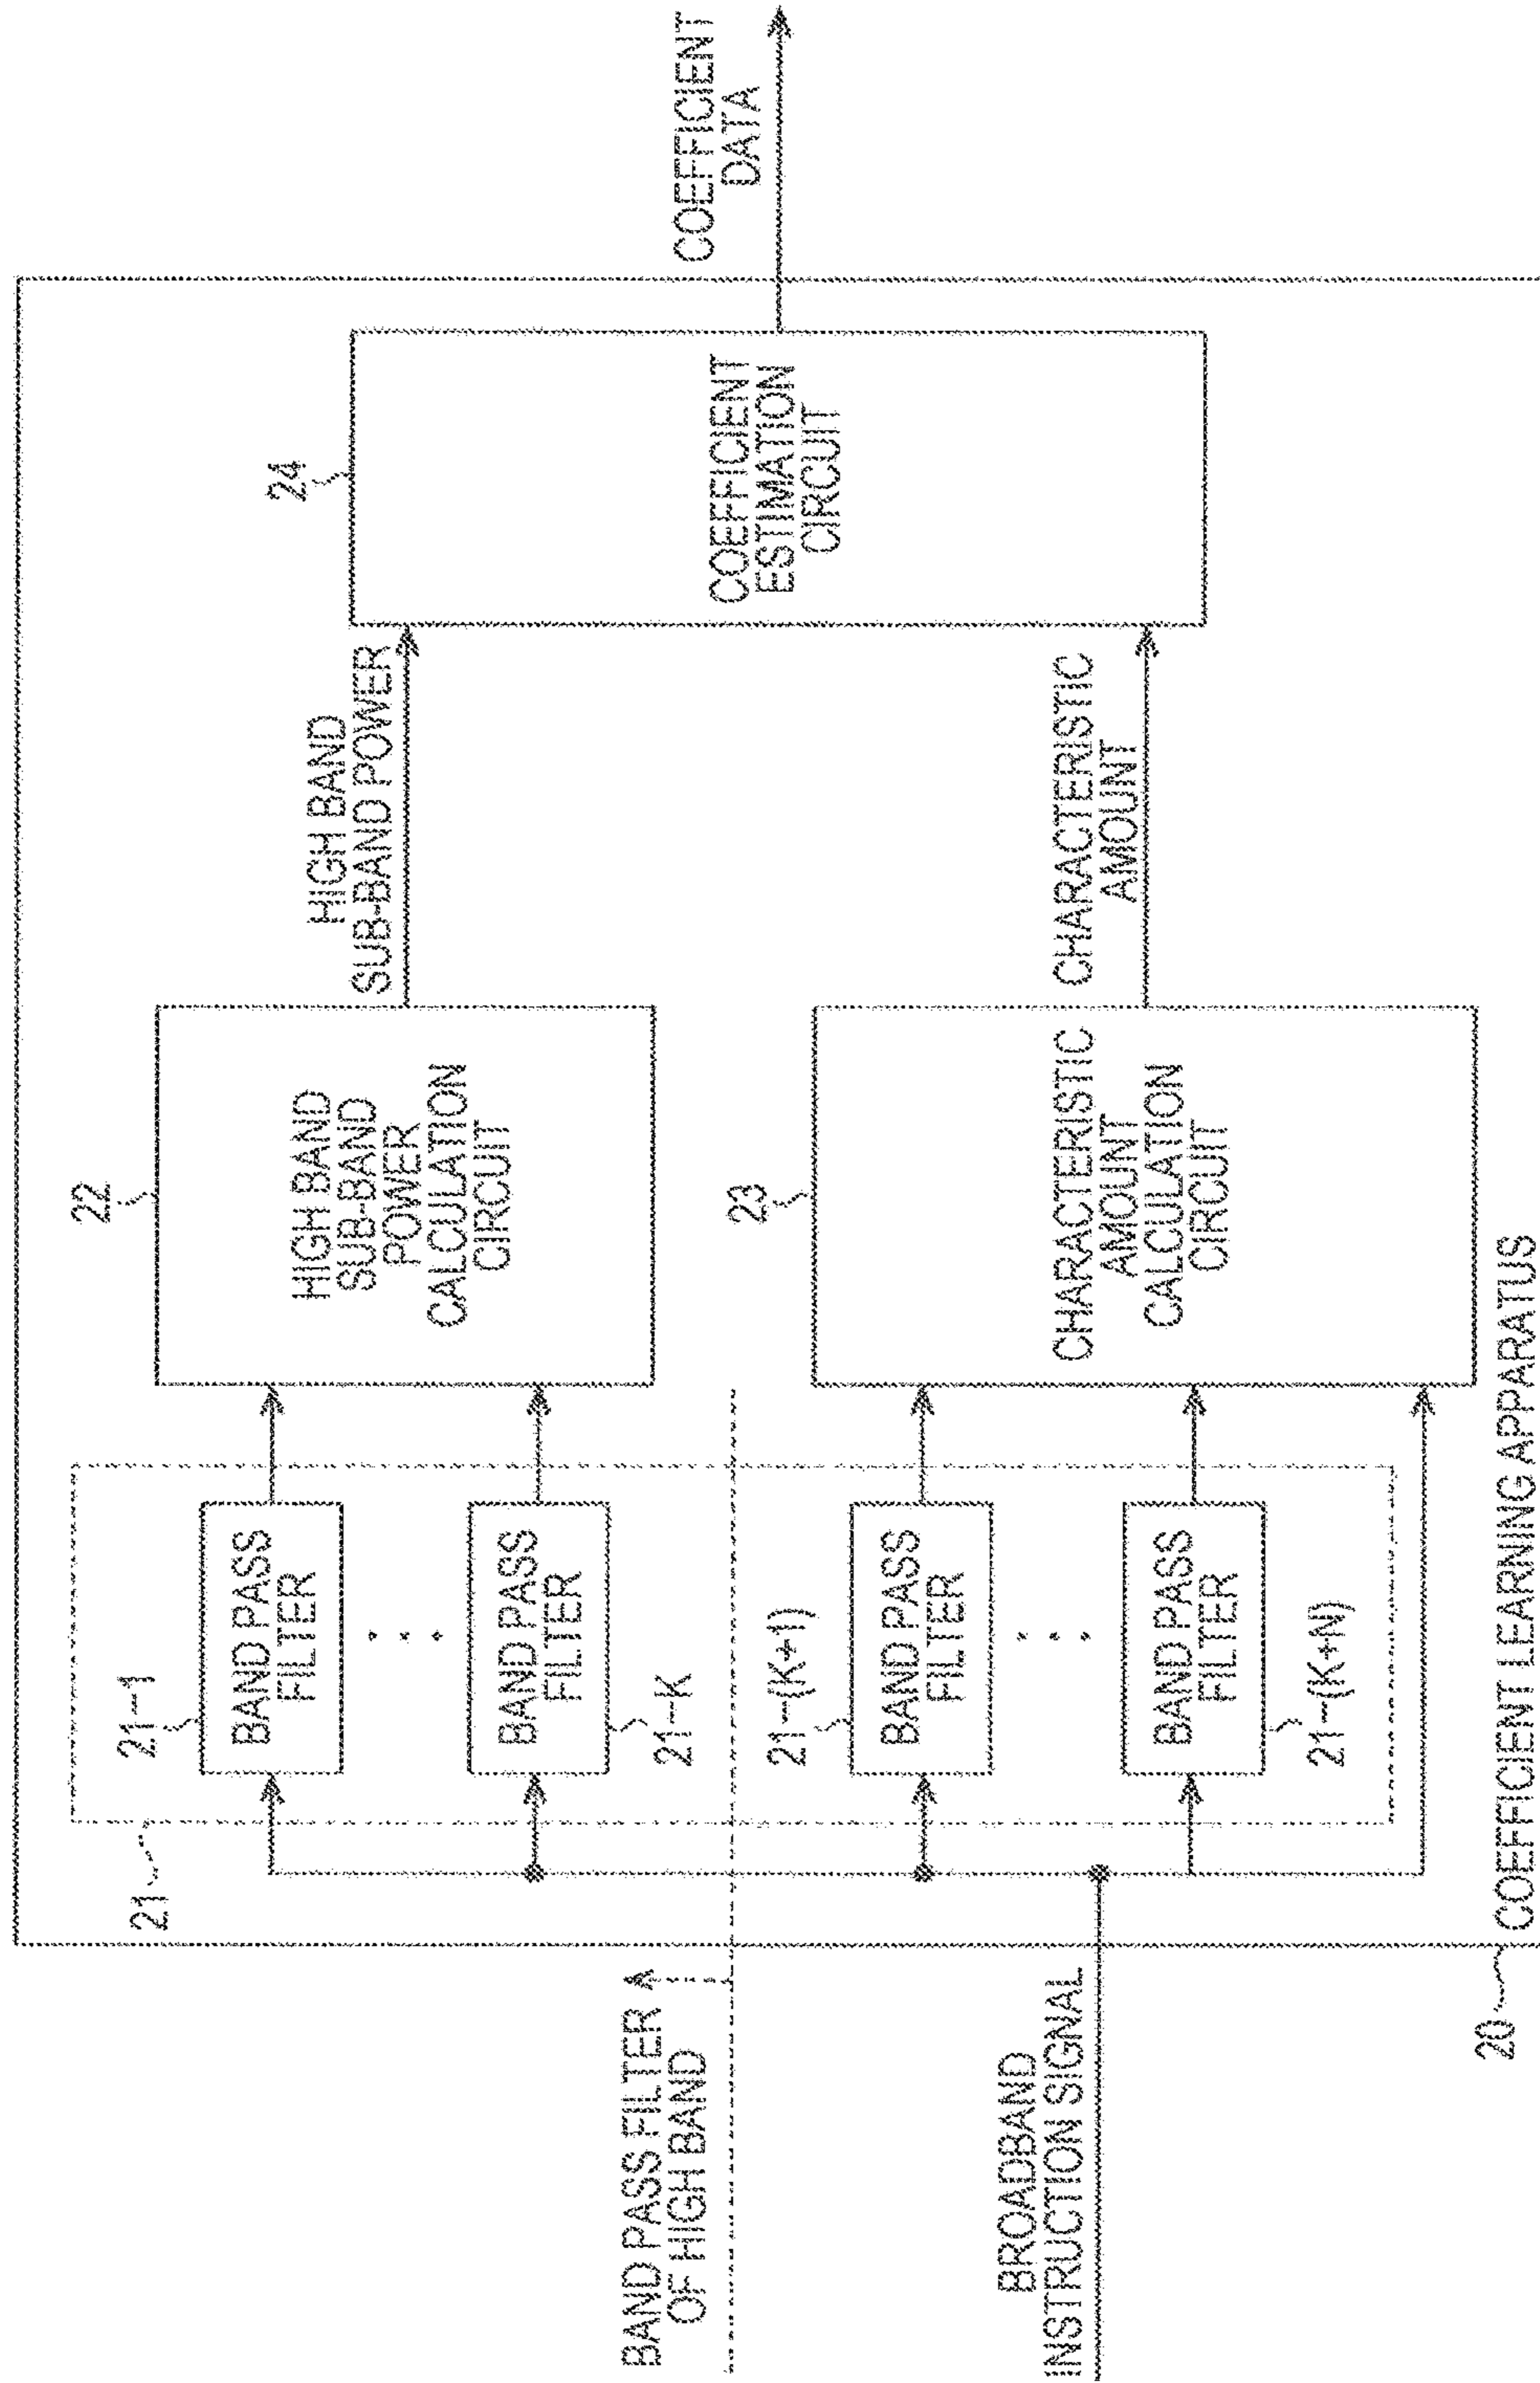 BAND PASS FILTER
OF HIGH BAND
BROADBAND
INSTRUCTION SIGNAL
21
21-1
BAND PASS
FILTER
. . .
BAND PASS
FILTER
21-K
21-(K+1)
BAND PASS
FILTER
. . .
BAND PASS
FILTER
21-(K+N)
22
HIGH BAND
SUB-BAND
POWER
CALCULATION
CIRCUIT
23
CHARACTERISTIC
AMOUNT
CALCULATION
CIRCUIT
HIGH BAND
SUB-BAND POWER
CHARACTERISTIC
AMOUNT
24
COEFFICIENT
ESTIMATION
CIRCUIT
COEFFICIENT
DATA
20
COEFFICIENT LEARNING APPARATUS